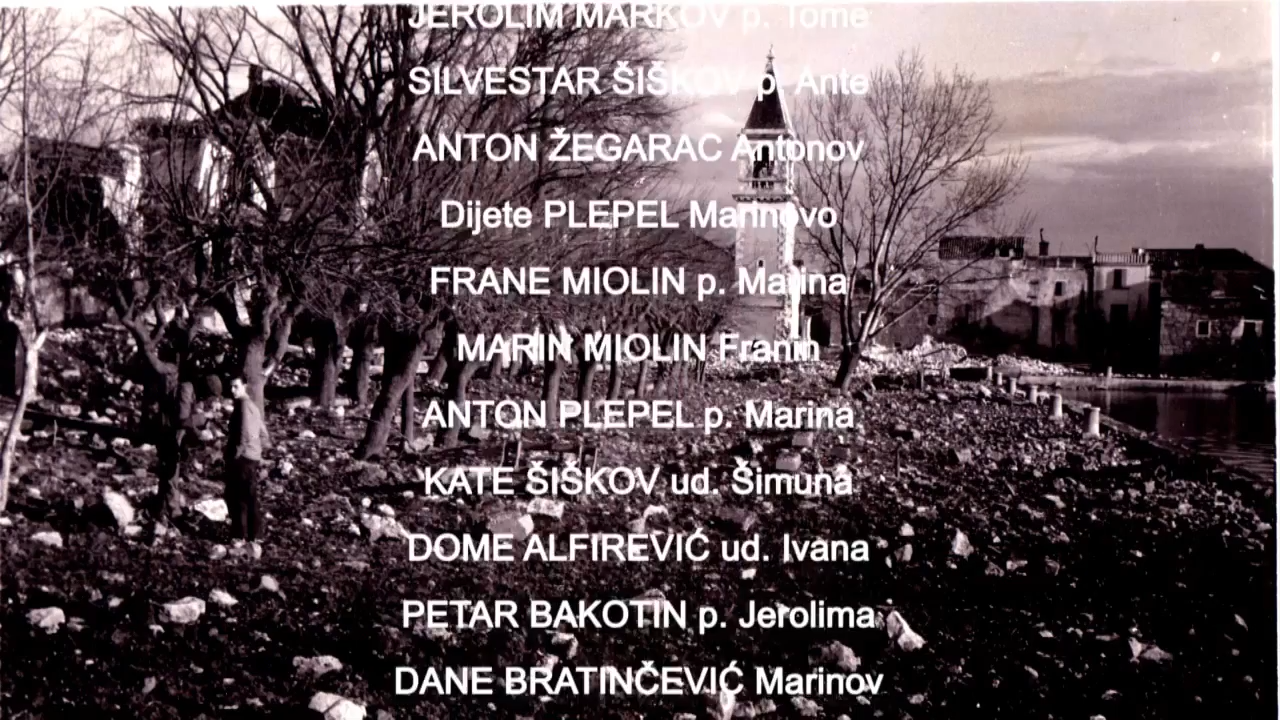 JEROLIM MARKOV p. Tome
SILVESTAR ŠIŠKOV p. Ante
ANTON ŽEGARAC Antonov
Dijete PLEPEL Marinovo
FRANE MIOLIN p. Marina
MARIN MIOLIN Franin
ANTON PLEPEL p. Marina
KATE ŠIŠKOV ud. Šimuna
DOME ALFIREVIĆ ud. Ivana
PETAR BAKOTIN p. Jerolima
DANE BRATINČEVIĆ Marinov